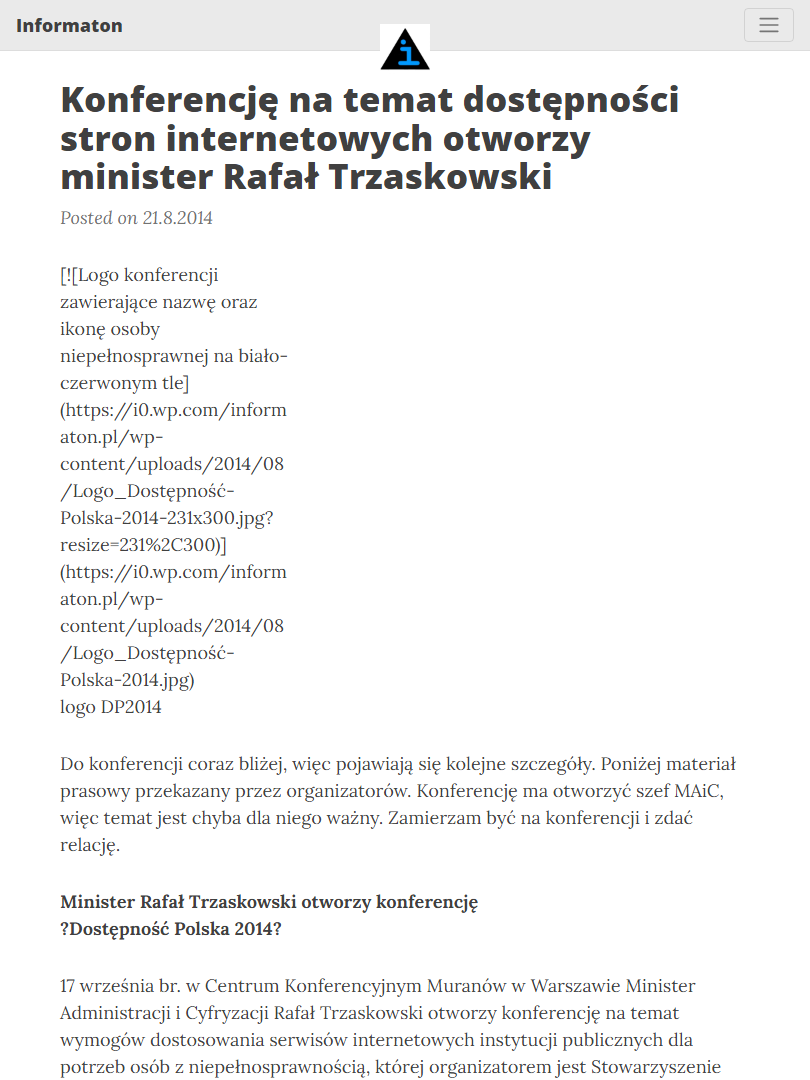 Informaton
i
Konferencję na temat dostępności
stron internetowych otworzy
minister Rafał Trzaskowski
Posted on 21.8.2014
[![Logo konferencji
zawierające nazwę oraz
ikonę osoby
niepełnosprawnej na biało-
czerwonym tle]
(https://i0.wp.com/inform
aton.pl/wp-
content/uploads/2014/08
/Logo_Dostępność-
Polska-2014-231x300.jpg?
resize=231%2C300)]
(https://i0.wp.com/inform
aton.pl/wp-
content/uploads/2014/08
/Logo_Dostępność-
Polska-2014.jpg)
logo DP2014
Do konferencji coraz bliżej, więc pojawiają się kolejne szczegóły. Poniżej materiał
prasowy przekazany przez organizatorów. Konferencję ma otworzyć szef MAiC,
więc temat jest chyba dla niego ważny. Zamierzam być na konferencji i zdać
relację.
Minister Rafał Trzaskowski otworzy konferencję
?Dostępność Polska 2014?
17 września br. w Centrum Konferencyjnym Muranów w Warszawie Minister
Administracji i Cyfryzacji Rafał Trzaskowski otworzy konferencję na temat
wymogów dostosowania serwisów internetowych instytucji publicznych dla
potrzeb osób z niepełnosprawnością, której organizatorem jest Stowarzyszenie